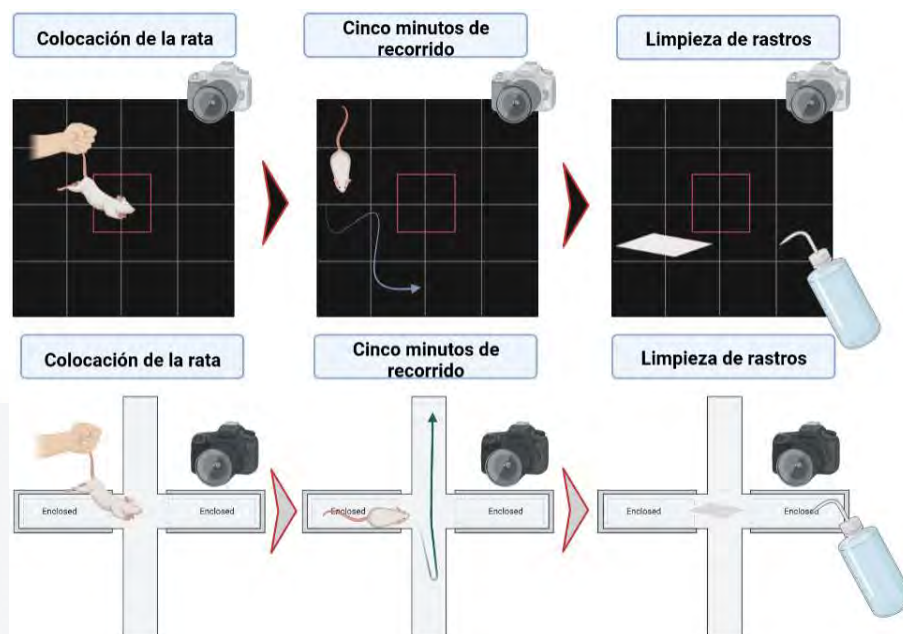 Colocación de la rata
Cinco minutos de
recorrido
Limpieza de rastros
Colocación de la rata
Cinco minutos de
recorrido
Limpieza de rastros
Enclosed
Enclosed
Enclosed
Enclosed
Enclosed
Enclosed